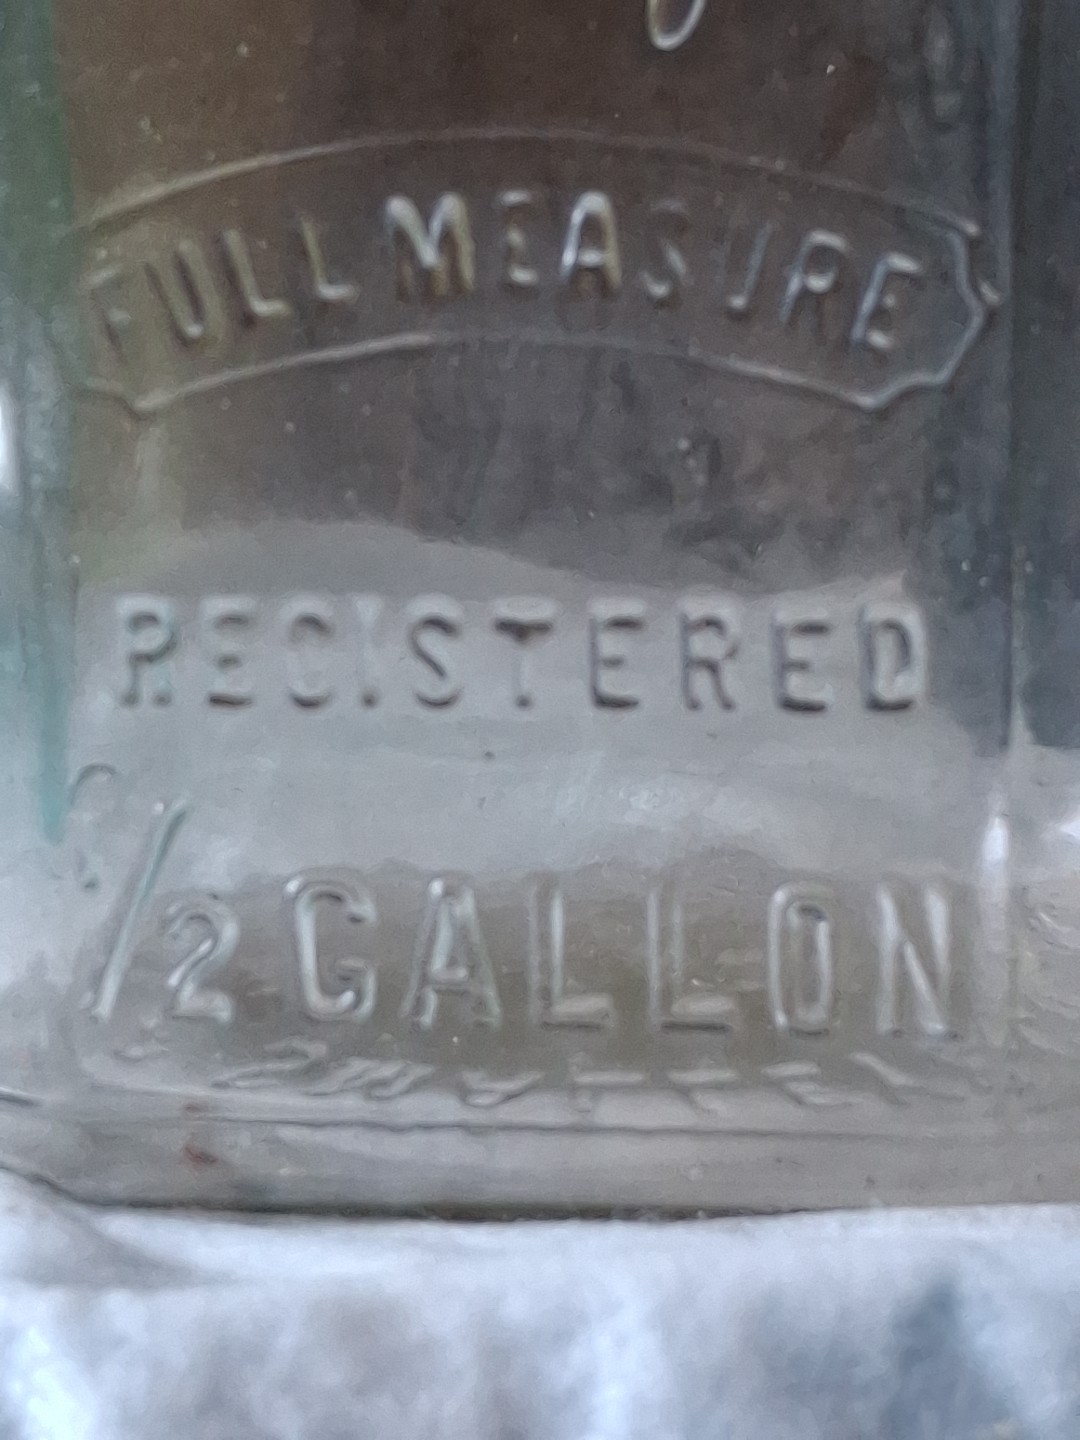 FULL MEASURE
REGISTERED
1/2 GALLON